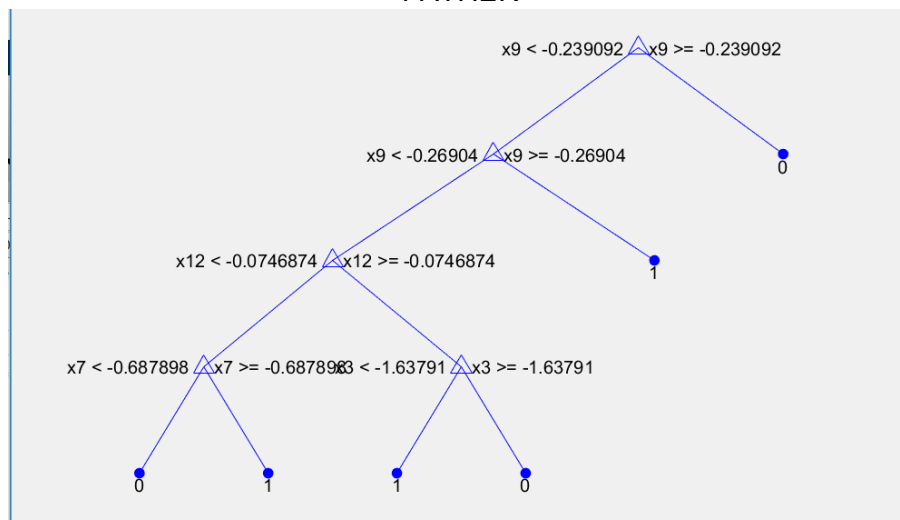 x9 < -0.239092 x9 >= -0.239092
x9 < -0.26904 x9 >= -0.26904
0
x12 < -0.0746874 x12 >= -0.0746874
1
x7 < -0.687898 x7 >= -0.687898 x3 < -1.63791 x3 >= -1.63791
0 1 1 0